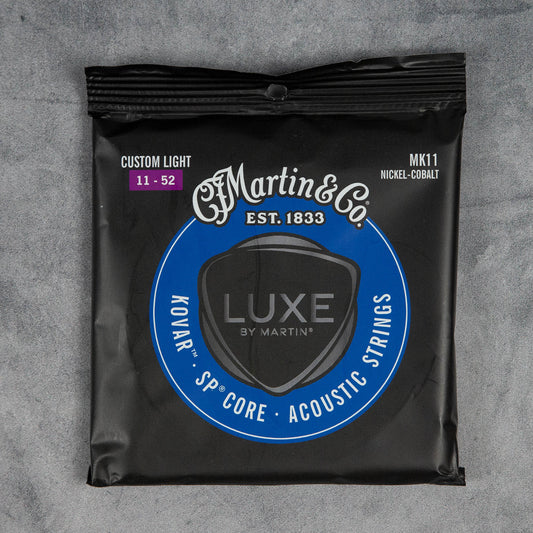 CUSTOM LIGHT
11 - 52
MK11
NICKEL-COBALT
C.F. Martin & Co.®
EST. 1833
LUXE
BY MARTIN®
KOVAR™ · SP® CORE · ACOUSTIC STRINGS